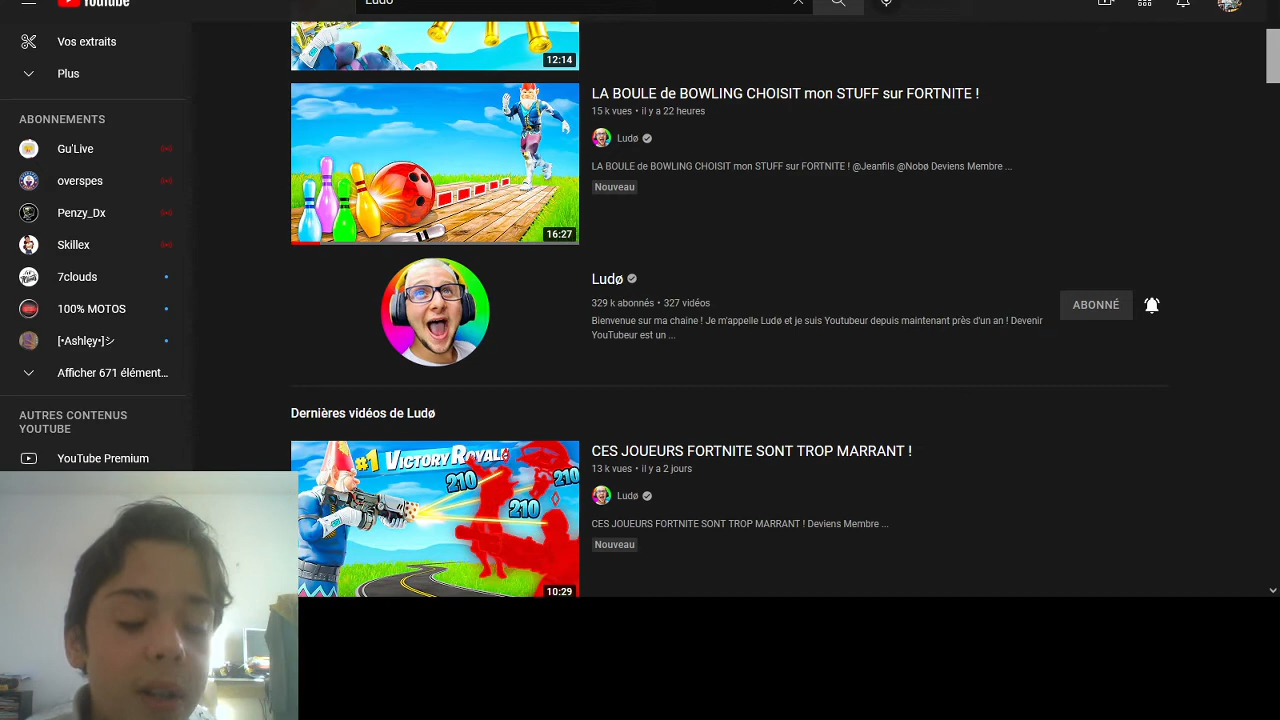 YouTube
Ludo
Vos extraits
Plus
ABONNEMENTS
Gu'Live
overspes
Penzy_Dx
Skillex
7clouds
100% MOTOS
[•Ashlęy•]シ
Afficher 671 élément...
AUTRES CONTENUS
YOUTUBE
YouTube Premium
12:14
LA BOULE de BOWLING CHOISIT mon STUFF sur FORTNITE !
15 k vues • il y a 22 heures
Ludø
LA BOULE de BOWLING CHOISIT mon STUFF sur FORTNITE ! @Jeanfils @Nobø Deviens Membre ...
Nouveau
16:27
Ludø
329 k abonnés • 327 vidéos
Bienvenue sur ma chaine ! Je m'appelle Ludø et je suis Youtubeur depuis maintenant près d'un an ! Devenir
YouTubeur est un ...
ABONNÉ
Dernières vidéos de Ludø
#1 VICTORY ROYALE
210
210
210
10:29
CES JOUEURS FORTNITE SONT TROP MARRANT !
13 k vues • il y a 2 jours
Ludø
CES JOUEURS FORTNITE SONT TROP MARRANT ! Deviens Membre ...
Nouveau